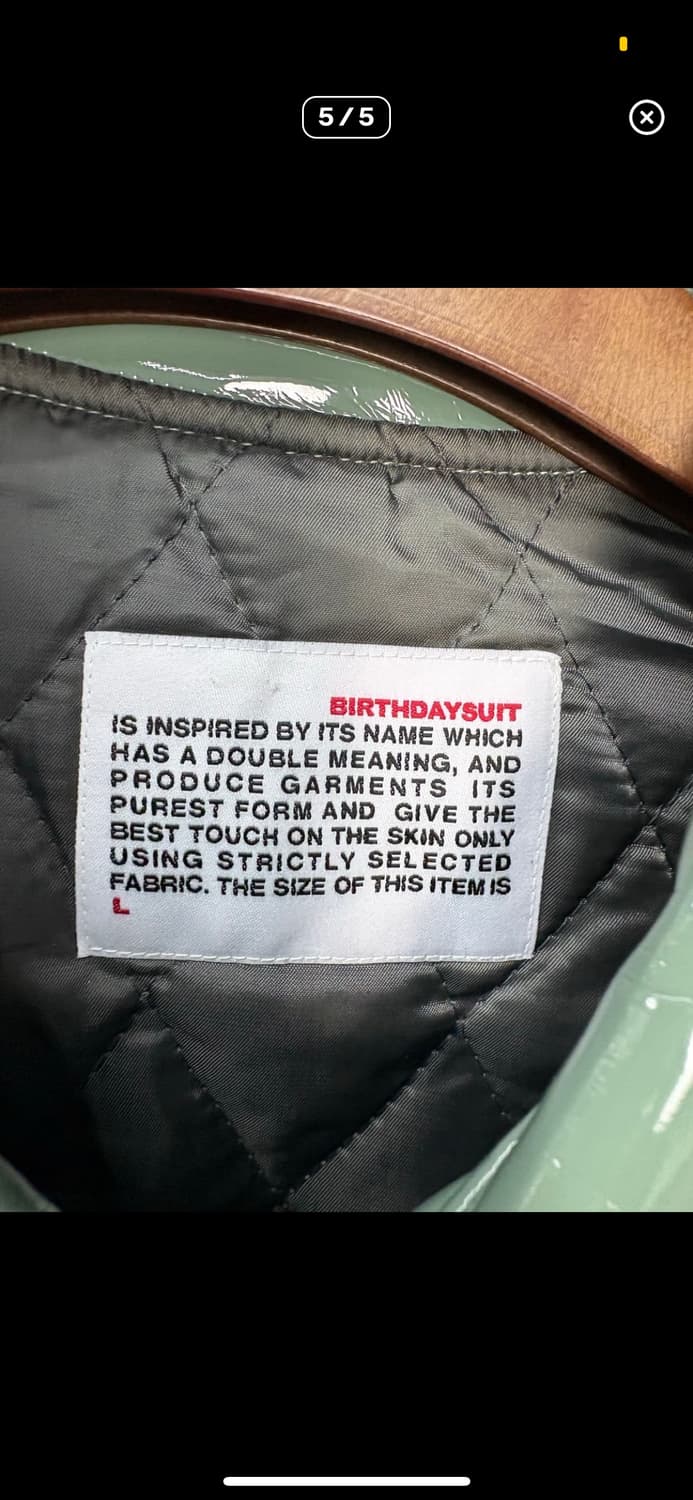 5/5
BIRTHDAYSUIT
IS INSPIRED BY ITS NAME WHICH
HAS A DOUBLE MEANING, AND
PRODUCE GARMENTS ITS
PUREST FORM AND GIVE THE
BEST TOUCH ON THE SKIN ONLY
USING STRICTLY SELECTED
FABRIC. THE SIZE OF THIS ITEM IS
L